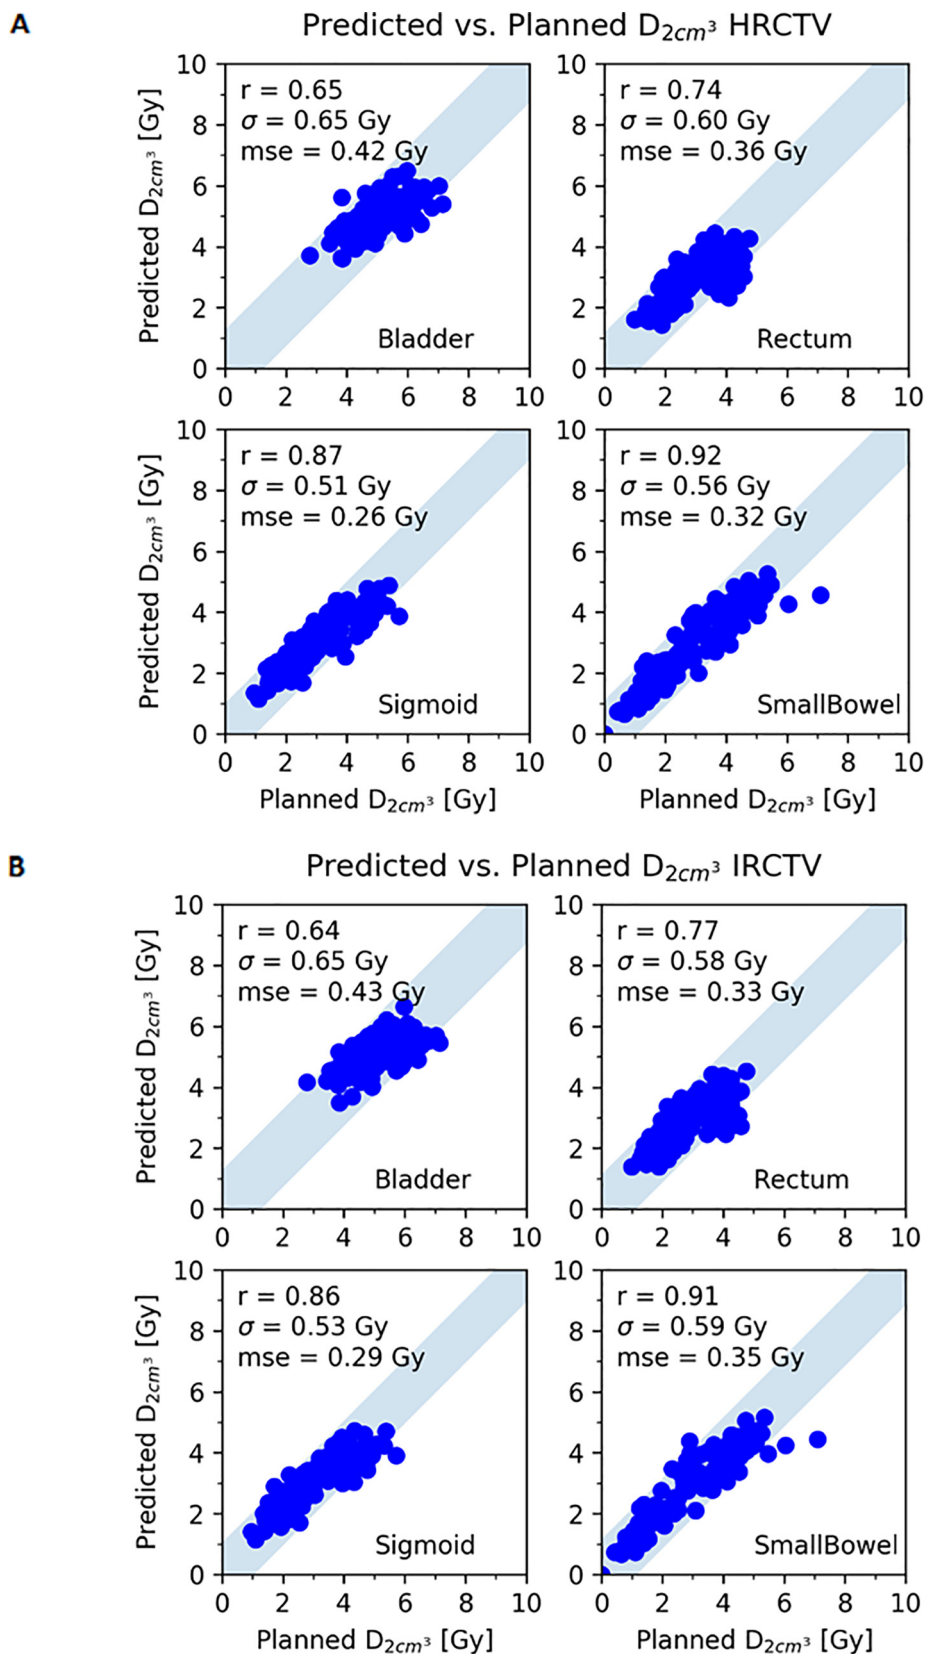 A
Predicted vs. Planned D2cm³ HRCTV
Predicted D2cm³ [Gy]
10
8
6
4
2
0
r = 0.65
σ = 0.65 Gy
mse = 0.42 Gy
Bladder
0 2 4 6 8 10
10
8
6
4
2
0
r = 0.74
σ = 0.60 Gy
mse = 0.36 Gy
Rectum
0 2 4 6 8 10
Predicted D2cm³ [Gy]
10
8
6
4
2
0
r = 0.87
σ = 0.51 Gy
mse = 0.26 Gy
Sigmoid
0 2 4 6 8 10
Planned D2cm³ [Gy]
10
8
6
4
2
0
r = 0.92
σ = 0.56 Gy
mse = 0.32 Gy
SmallBowel
0 2 4 6 8 10
Planned D2cm³ [Gy]
B
Predicted vs. Planned D2cm³ IRCTV
Predicted D2cm³ [Gy]
10
8
6
4
2
0
r = 0.64
σ = 0.65 Gy
mse = 0.43 Gy
Bladder
0 2 4 6 8 10
10
8
6
4
2
0
r = 0.77
σ = 0.58 Gy
mse = 0.33 Gy
Rectum
0 2 4 6 8 10
Predicted D2cm³ [Gy]
10
8
6
4
2
0
r = 0.86
σ = 0.53 Gy
mse = 0.29 Gy
Sigmoid
0 2 4 6 8 10
Planned D2cm³ [Gy]
10
8
6
4
2
0
r = 0.91
σ = 0.59 Gy
mse = 0.35 Gy
SmallBowel
0 2 4 6 8 10
Planned D2cm³ [Gy]